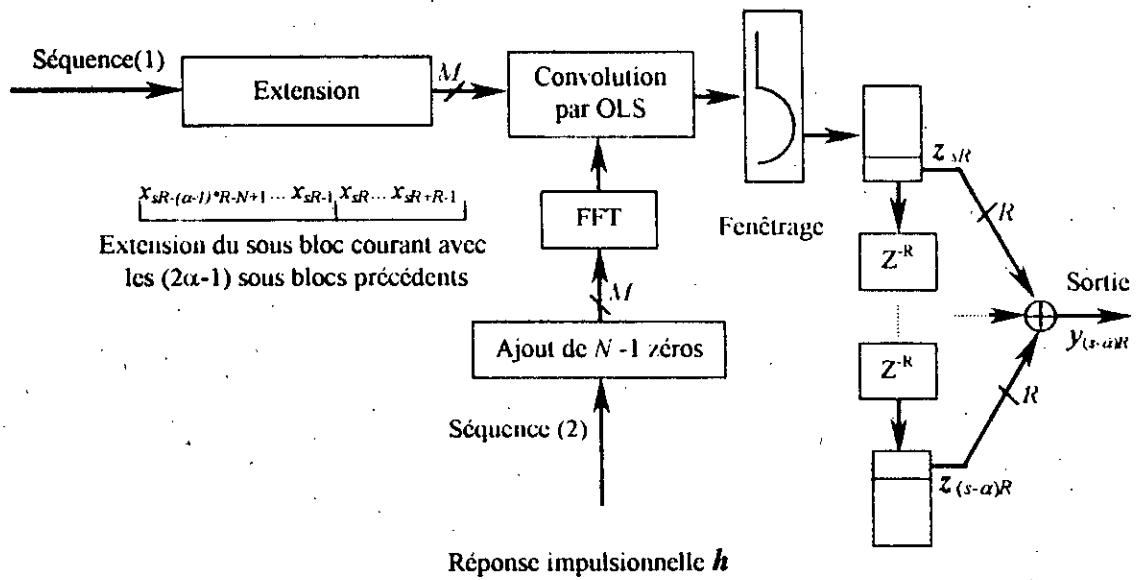 Séquence(1)
Extension
M
Convolution
par OLS
x_{sR-(α-1)*R-N+1} ... x_{sR-1} x_{sR} ... x_{sR+R-1}
Extension du sous bloc courant avec
les (2α-1) sous blocs précédents
FFT
M
Ajout de N -1 zéros
Séquence (2)
Réponse impulsionnelle h
Fenêtrage
z_{sR}
R
Z^{-R}
Z^{-R}
Sortie
y_{(s-α)R}
R
z_{(s-α)R}